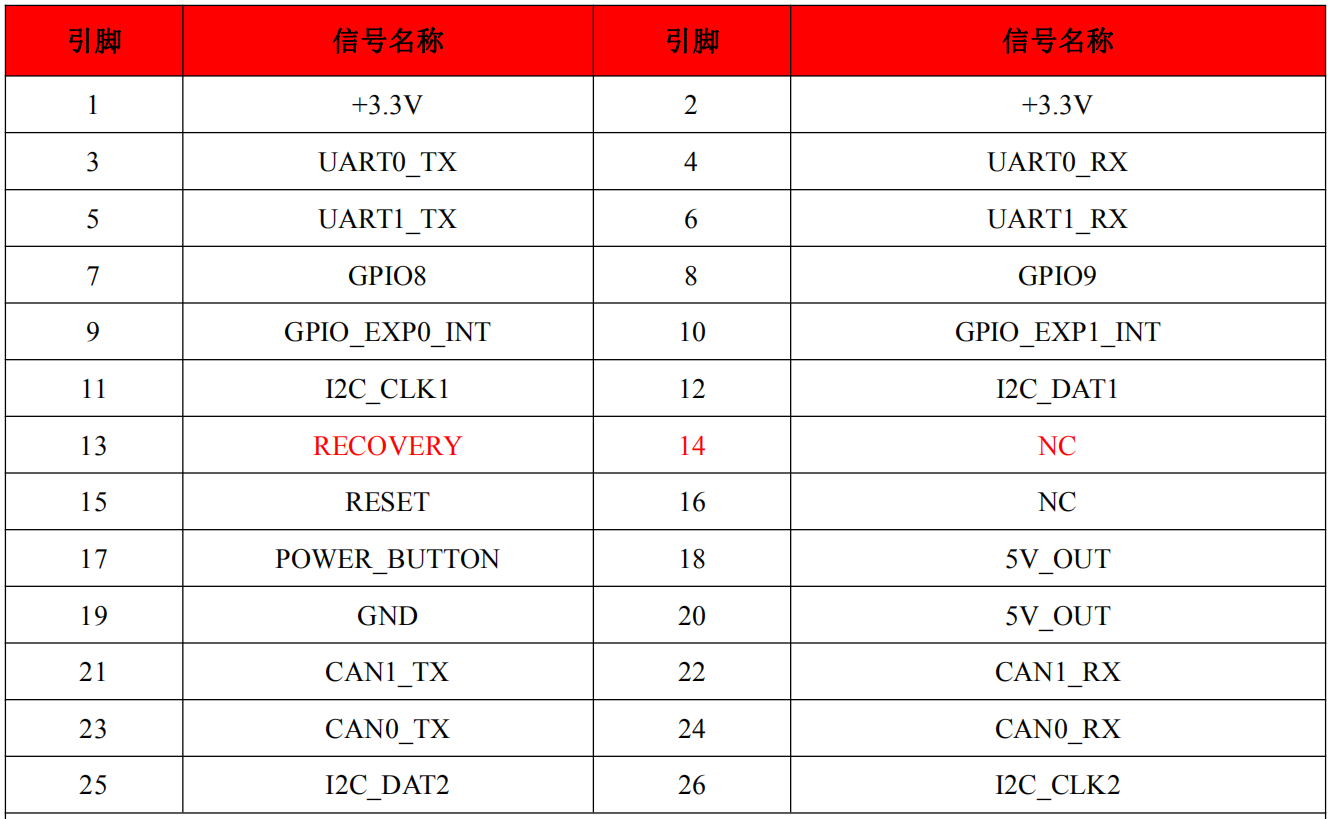 引脚 信号名称 引脚 信号名称
1 +3.3V 2 +3.3V
3 UART0_TX 4 UART0_RX
5 UART1_TX 6 UART1_RX
7 GPIO8 8 GPIO9
9 GPIO_EXP0_INT 10 GPIO_EXP1_INT
11 I2C_CLK1 12 I2C_DAT1
13 RECOVERY 14 NC
15 RESET 16 NC
17 POWER_BUTTON 18 5V_OUT
19 GND 20 5V_OUT
21 CAN1_TX 22 CAN1_RX
23 CAN0_TX 24 CAN0_RX
25 I2C_DAT2 26 I2C_CLK2